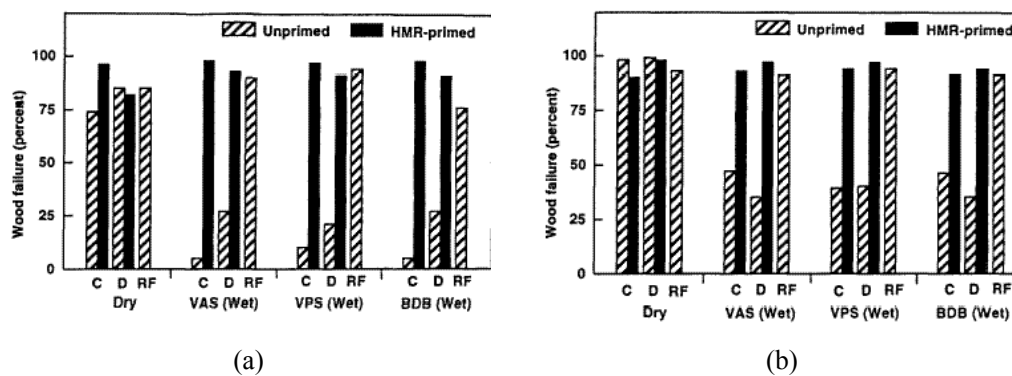 Unprimed HMR-primed
100
75
50
25
0
Wood failure (percent)
C D RF C D RF C D RF C D RF
Dry VAS (Wet) VPS (Wet) BDB (Wet)
(a)
Unprimed HMR-primed
100
75
50
25
0
Wood failure (percent)
C D RF C D RF C D RF C D RF
Dry VAS (Wet) VPS (Wet) BDB (Wet)
(b)